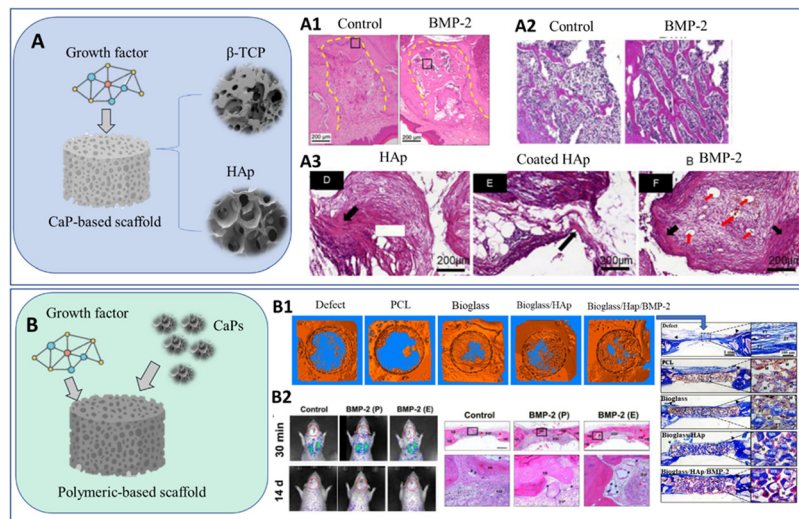 A
Growth factor
β-TCP
HAp
CaP-based scaffold
A1
Control
BMP-2
200 μm
200 μm
A2
Control
BMP-2
A3
HAp
Coated HAp
B
BMP-2
D
E
F
200μm
200μm
200μm
B
Growth factor
CaPs
Polymeric-based scaffold
B1
Defect
PCL
Bioglass
Bioglass/HAp
Bioglass/Hap/BMP-2
B2
Control
BMP-2 (P)
BMP-2 (E)
30 min
14 d
Control
BMP-2 (P)
BMP-2 (E)
Defect
PCL
Bioglass
Bioglass/HAp
Bioglass/HAp/BMP-2